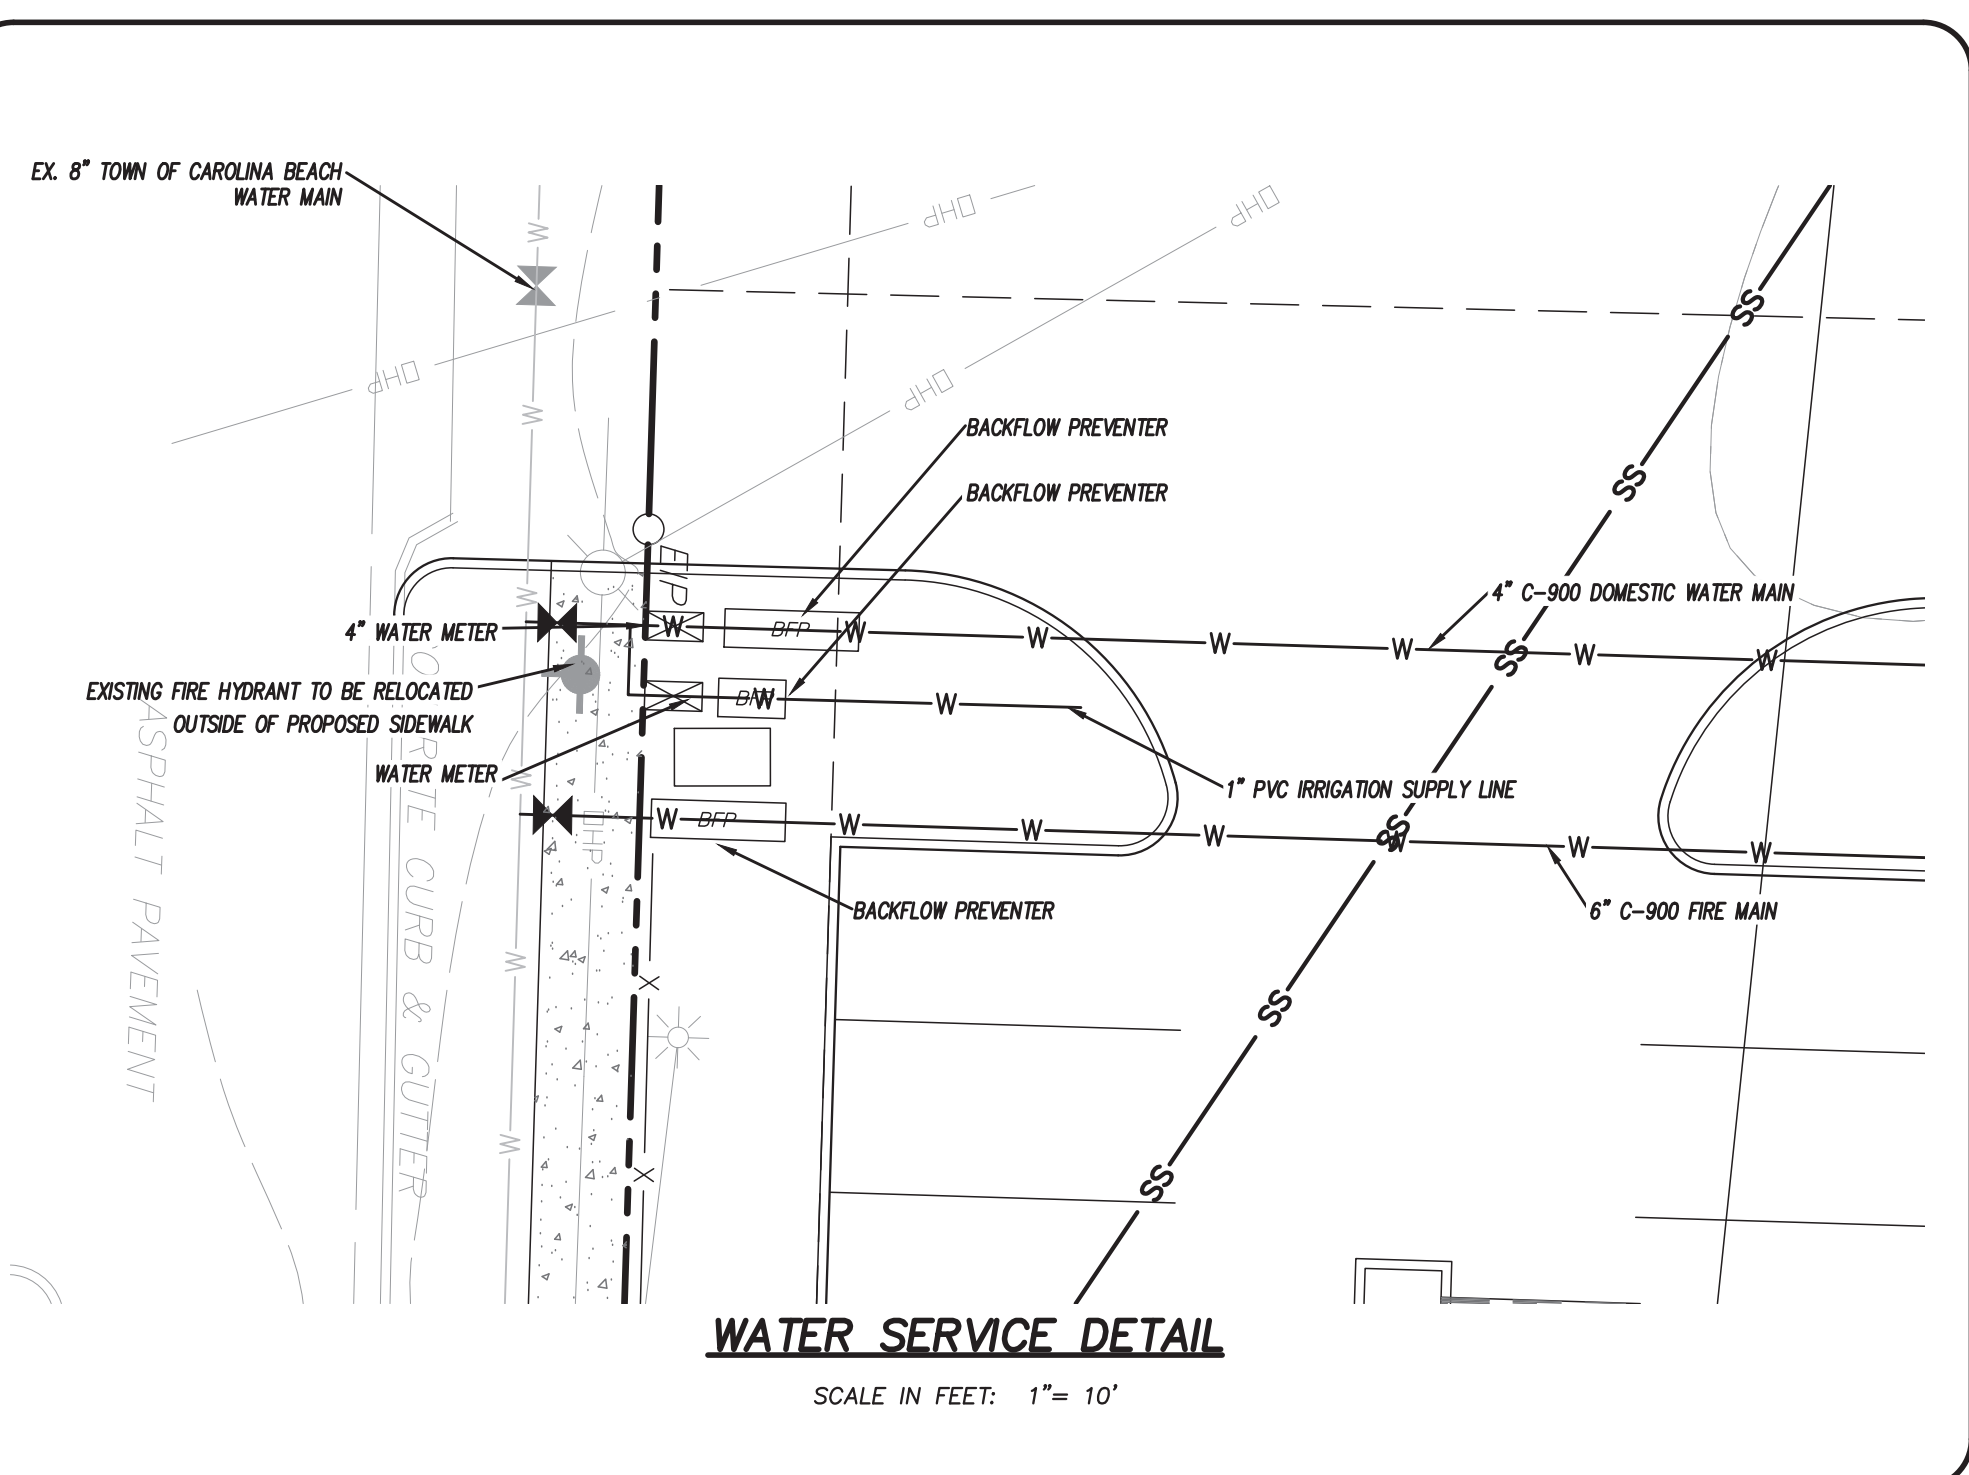 EX. 8" TOWN OF CAROLINA BEACH
WATER MAIN
W
OHP
OHP
OHP
W
BACKFLOW PREVENTER
BACKFLOW PREVENTER
SS
SS
EIP
W
4" C-900 DOMESTIC WATER MAIN
4" WATER METER
W
BFP
W
W
W
W
W
W
SS
EXISTING FIRE HYDRANT TO BE RELOCATED
OUTSIDE OF PROPOSED SIDEWALK
BFP
W
W
WATER METER
W
1" PVC IRRIGATION SUPPLY LINE
OHP
W
BFP
W
W
W
SS
W
W
W
BACKFLOW PREVENTER
6" C-900 FIRE MAIN
ASPHALT PAVEMENT
CURB & GUTTER
W
SS
W
SS
WATER SERVICE DETAIL
SCALE IN FEET: 1"= 10'